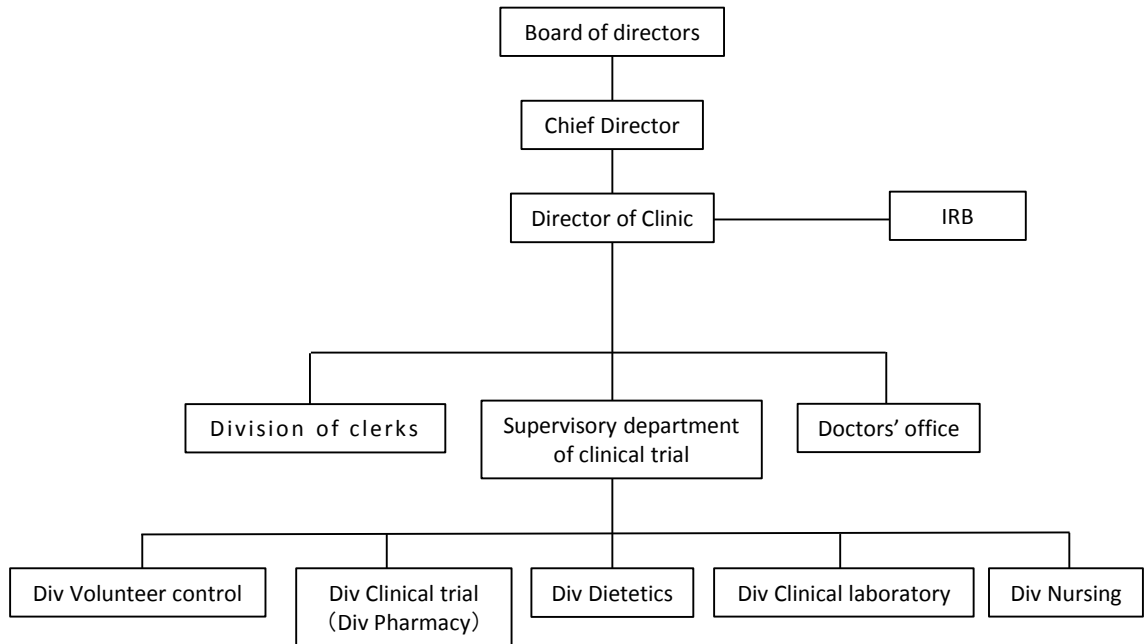 Board of directors
Chief Director
Director of Clinic
IRB
Division of clerks
Supervisory department
of clinical trial
Doctors’ office
Div Volunteer control
Div Clinical trial
（Div Pharmacy）
Div Dietetics
Div Clinical laboratory
Div Nursing